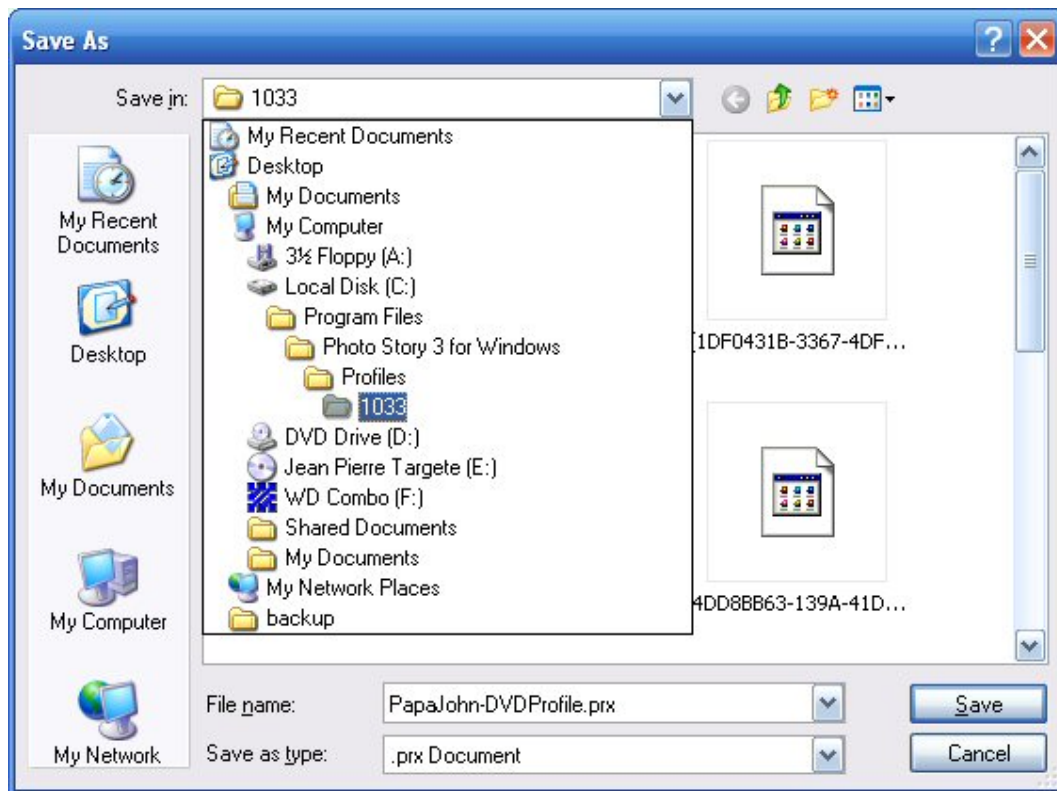 Save As
Save in:
1033
My Recent Documents
Desktop
My Documents
My Computer
3½ Floppy (A:)
Local Disk (C:)
Program Files
Photo Story 3 for Windows
Profiles
1033
DVD Drive (D:)
Jean Pierre Targete (E:)
WD Combo (F:)
Shared Documents
My Documents
My Network Places
backup
My Recent
Documents
Desktop
My Documents
My Computer
My Network
1DF0431B-3367-4DF...
4DD8BB63-139A-41D...
File name:
PapaJohn-DVDProfile.prx
Save
Save as type:
.prx Document
Cancel